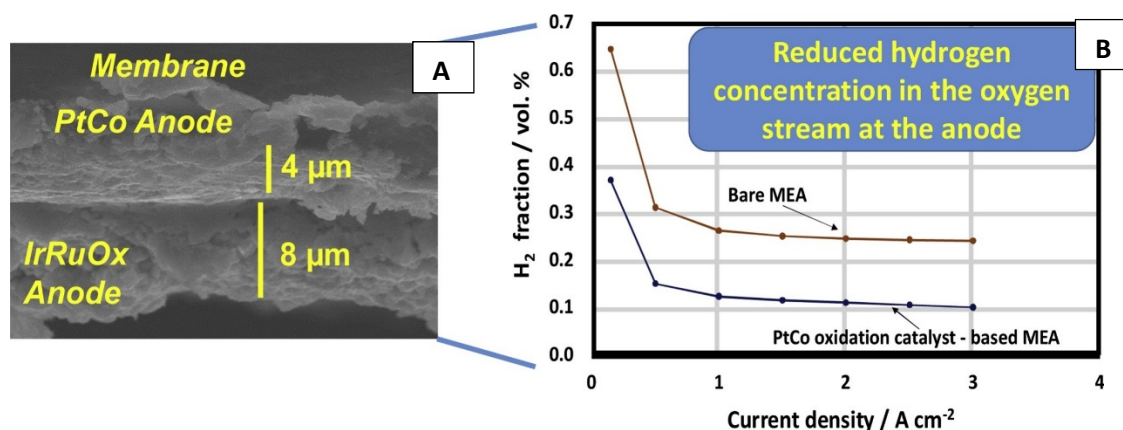 Membrane
PtCo Anode
4 µm
IrRuOx
Anode
8 µm
A
B
Reduced hydrogen
concentration in the oxygen
stream at the anode
H₂ fraction / vol. %
0.7
0.6
0.5
0.4
0.3
0.2
0.1
0.0
Bare MEA
PtCo oxidation catalyst - based MEA
0 1 2 3 4
Current density / A cm⁻²